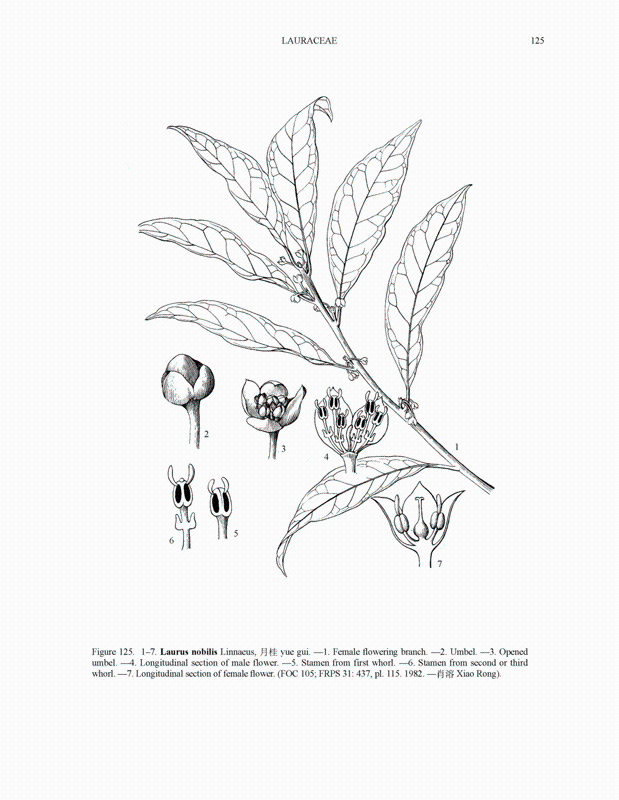 LAURACEAE 125
1
2
3
4
6
5
7
Figure 125. 1–7. Laurus nobilis Linnaeus, 月桂 yue gui. —1. Female flowering branch. —2. Umbel. —3. Opened
umbel. —4. Longitudinal section of male flower. —5. Stamen from first whorl. —6. Stamen from second or third
whorl. —7. Longitudinal section of female flower. (FOC 105; FRPS 31: 437, pl. 115. 1982. —肖溶 Xiao Rong).